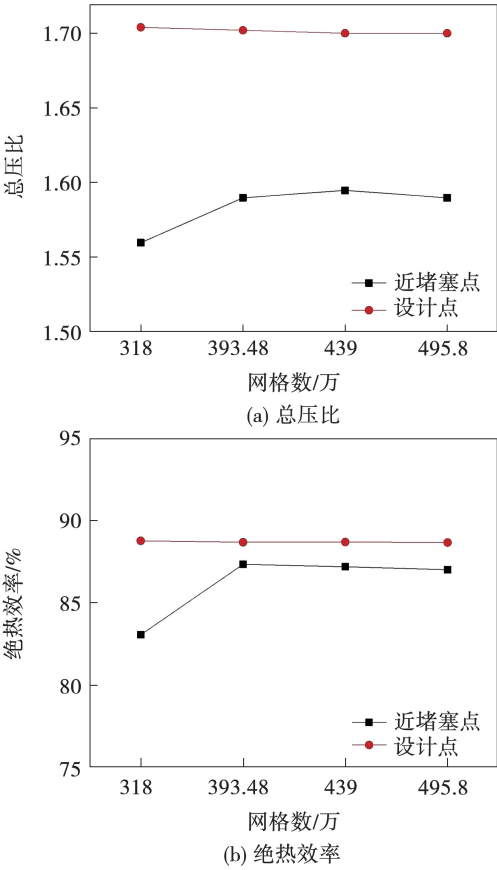 1.70
1.65
1.60
1.55
1.50
总压比
近堵塞点
设计点
318 393.48 439 495.8
网格数/万
(a) 总压比
95
90
85
80
75
绝热效率/%
近堵塞点
设计点
318 393.48 439 495.8
网格数/万
(b) 绝热效率